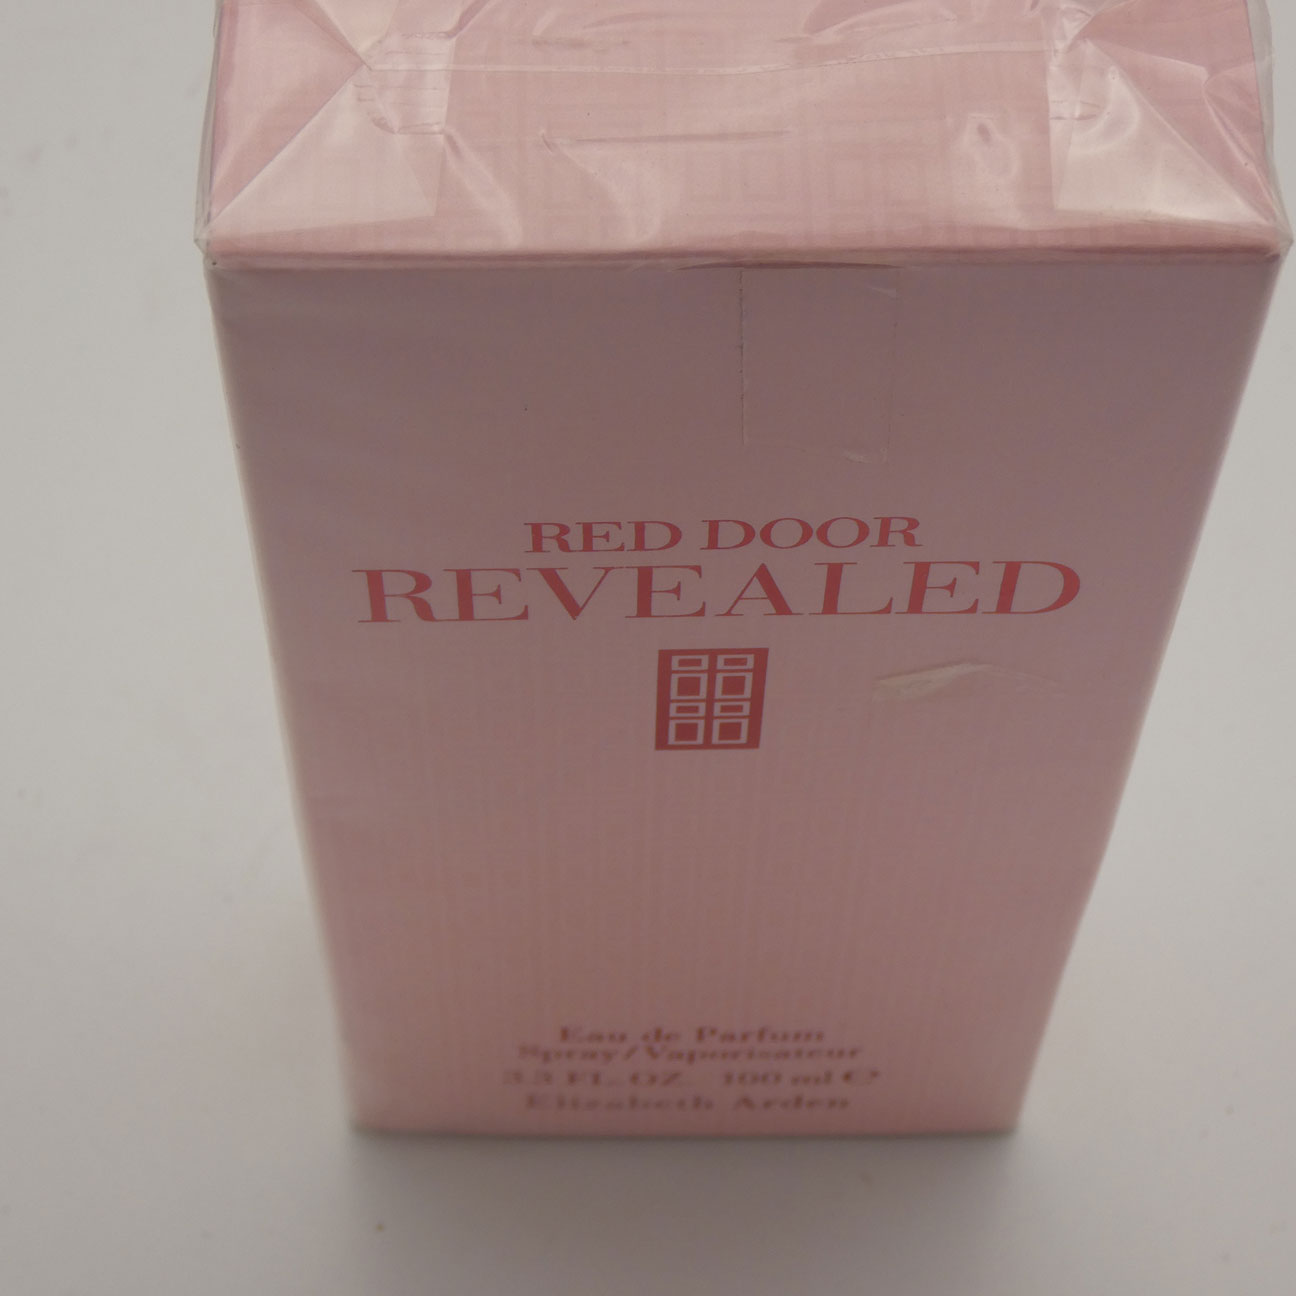 RED DOOR
REVEALED
Eau de Parfum
Spray/Vaporisateur
3.3 FL. OZ. 100 ml ℮
Elizabeth Arden